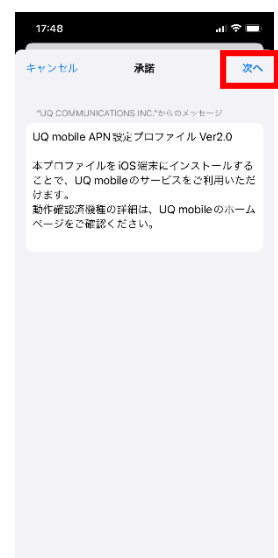 17:48
キャンセル 承諾 次へ
"UQ COMMUNICATIONS INC."からのメッセージ
UQ mobile APN設定プロファイル Ver2.0
本プロファイルをiOS端末にインストールする
ことで、UQ mobileのサービスをご利用いただ
けます。
動作確認済機種の詳細は、UQ mobileのホーム
ページをご確認ください。